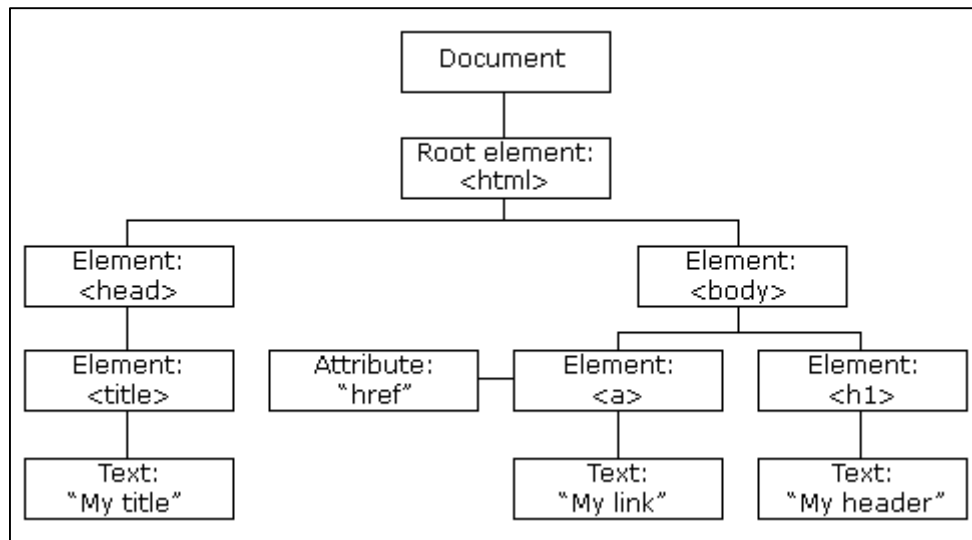 Document
Root element:
<html>
Element:
<head>
Element:
<body>
Element:
<title>
Attribute:
“href”
Element:
<a>
Element:
<h1>
Text:
“My title”
Text:
“My link”
Text:
“My header”